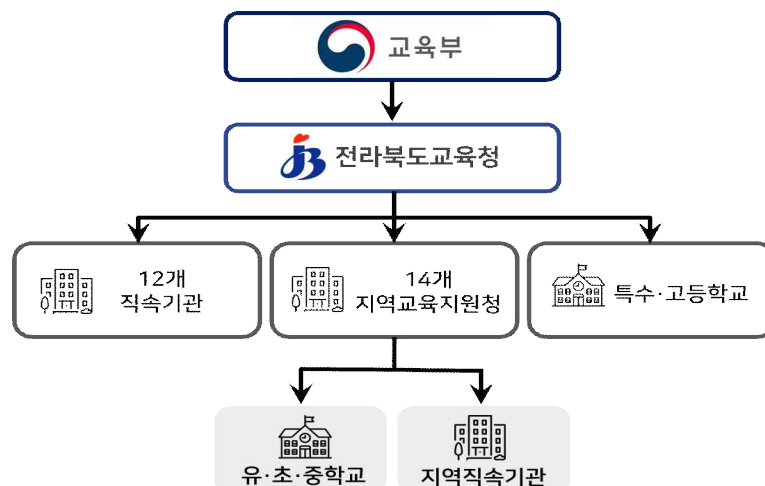 교육부
전라북도교육청
12개
직속기관
14개
지역교육지원청
특수·고등학교
유·초·중학교
지역직속기관